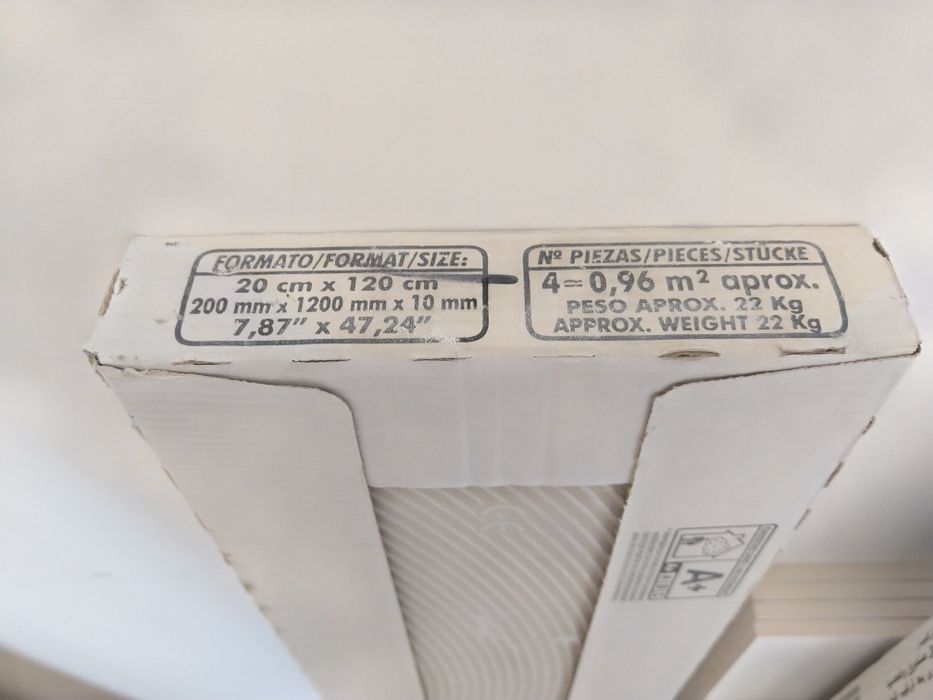 FORMATO/FORMAT/SIZE:
20 cm x 120 cm
200 mm x 1200 mm x 10 mm
7,87" x 47,24"
Nº PIEZAS/PIECES/STÜCKE
4≃0,96 m² aprox.
PESO APROX. 22 Kg
APPROX. WEIGHT 22 Kg
CE
A+